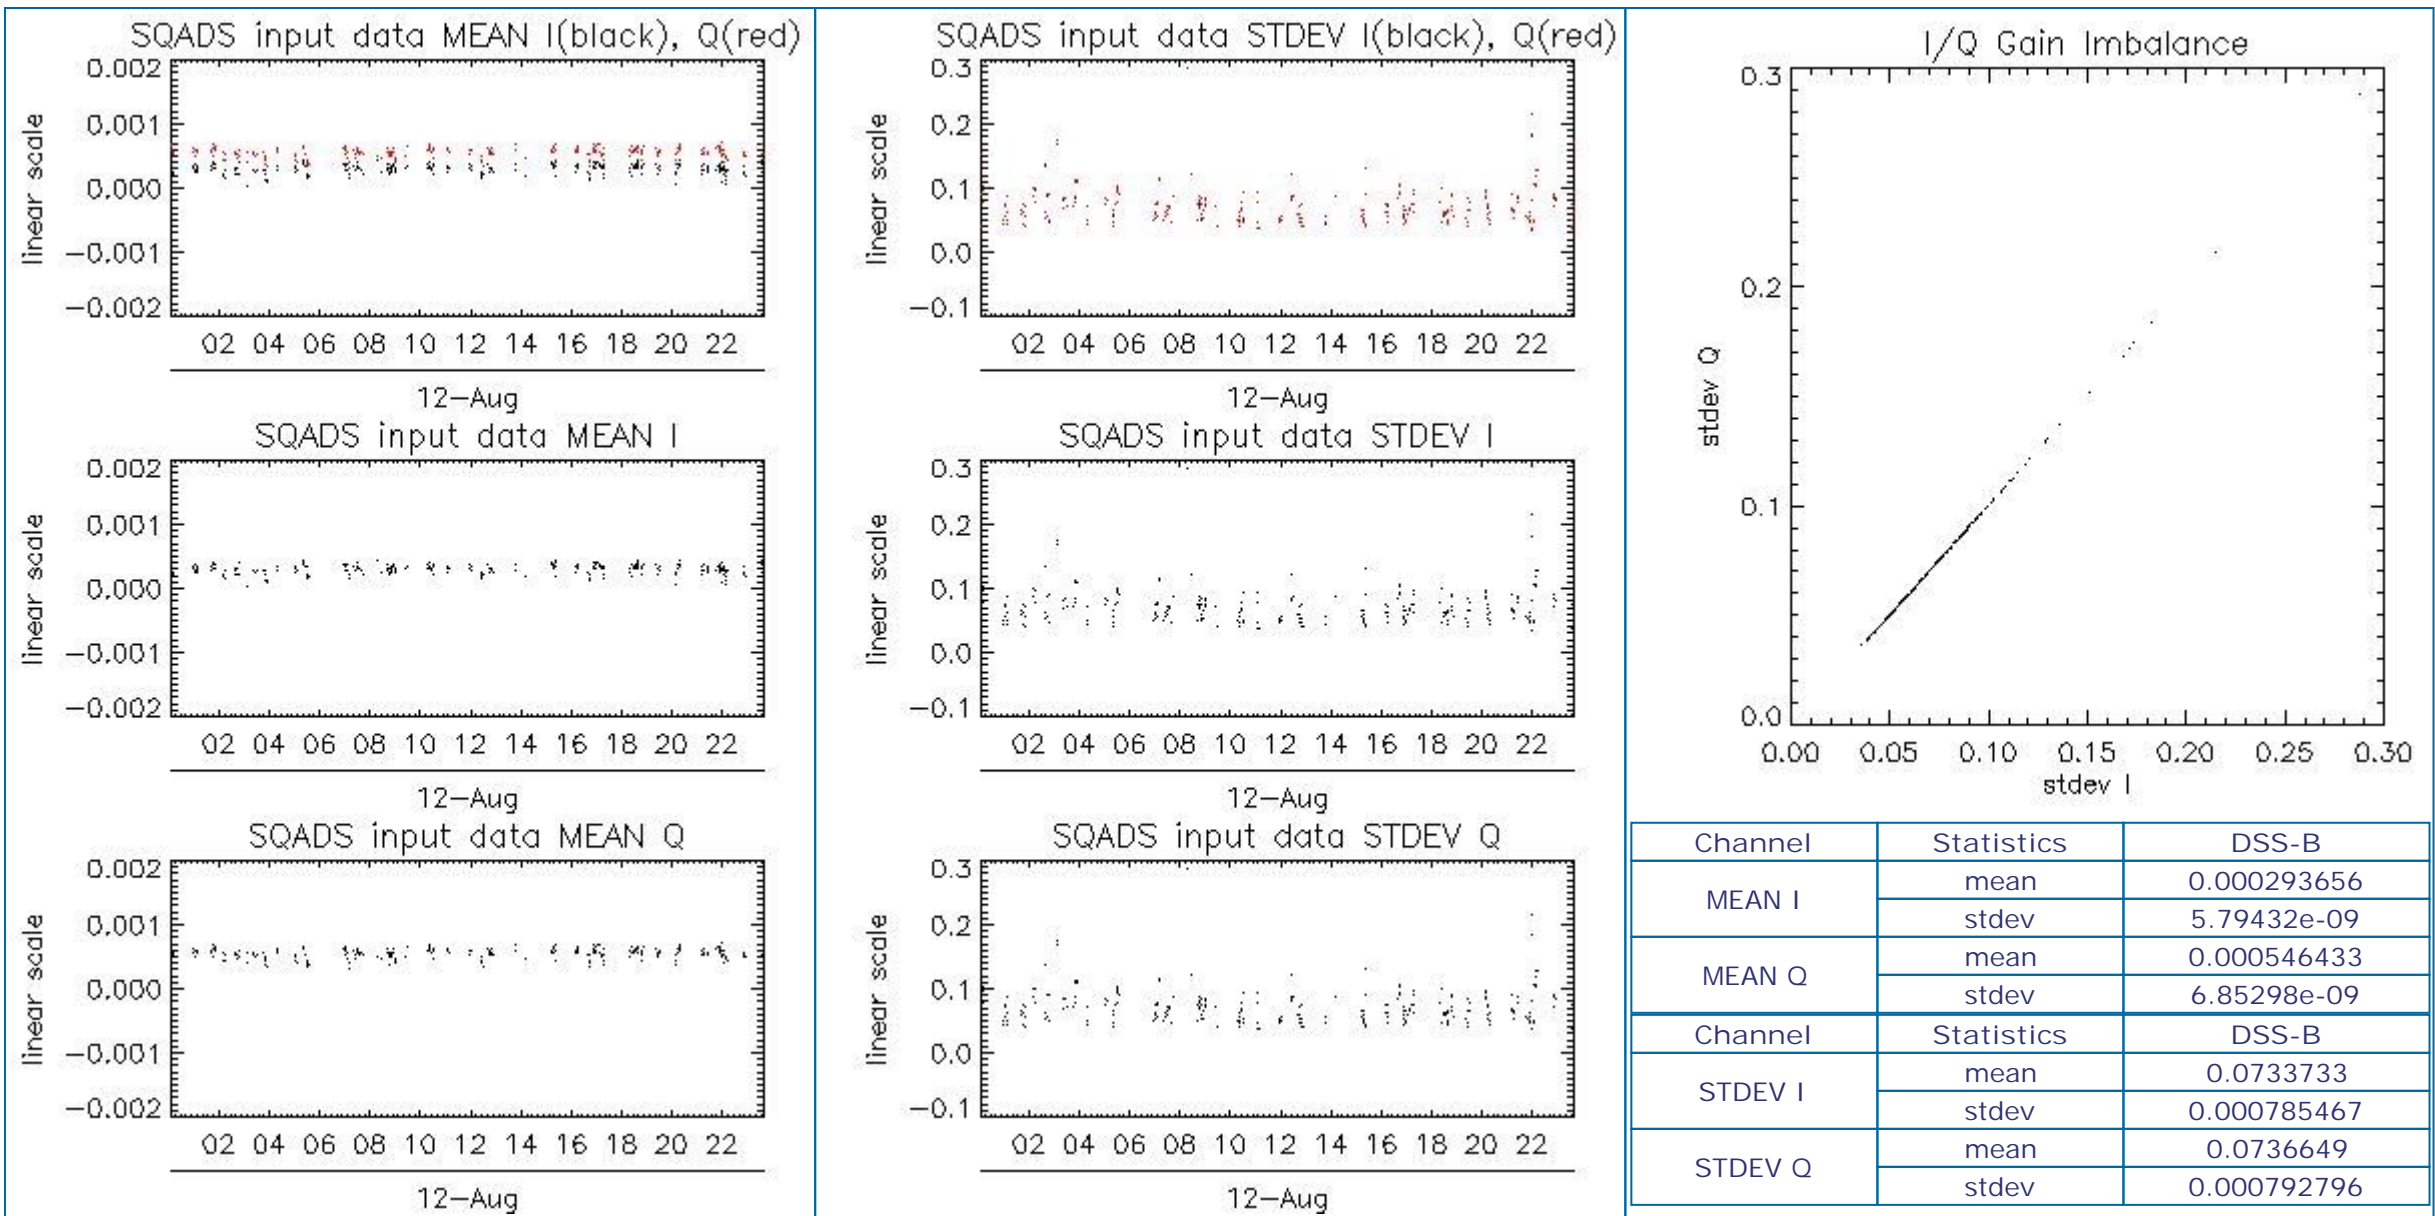 SQADS input data MEAN I(black), Q(red)
0.002
0.001
0.000
−0.001
−0.002
linear scale
02 04 06 08 10 12 14 16 18 20 22
12−Aug
SQADS input data MEAN I
0.002
0.001
0.000
−0.001
−0.002
linear scale
02 04 06 08 10 12 14 16 18 20 22
12−Aug
SQADS input data MEAN Q
0.002
0.001
0.000
−0.001
−0.002
linear scale
02 04 06 08 10 12 14 16 18 20 22
12−Aug
SQADS input data STDEV I(black), Q(red)
0.3
0.2
0.1
0.0
−0.1
linear scale
02 04 06 08 10 12 14 16 18 20 22
12−Aug
SQADS input data STDEV I
0.3
0.2
0.1
0.0
−0.1
linear scale
02 04 06 08 10 12 14 16 18 20 22
12−Aug
SQADS input data STDEV Q
0.3
0.2
0.1
0.0
−0.1
linear scale
02 04 06 08 10 12 14 16 18 20 22
12−Aug
I/Q Gain Imbalance
0.3
0.2
0.1
0.0
stdev Q
0.00 0.05 0.10 0.15 0.20 0.25 0.30
stdev I
Channel Statistics DSS-B
MEAN I mean 0.000293656
stdev 5.79432e-09
MEAN Q mean 0.000546433
stdev 6.85298e-09
Channel Statistics DSS-B
STDEV I mean 0.0733733
stdev 0.000785467
STDEV Q mean 0.0736649
stdev 0.000792796